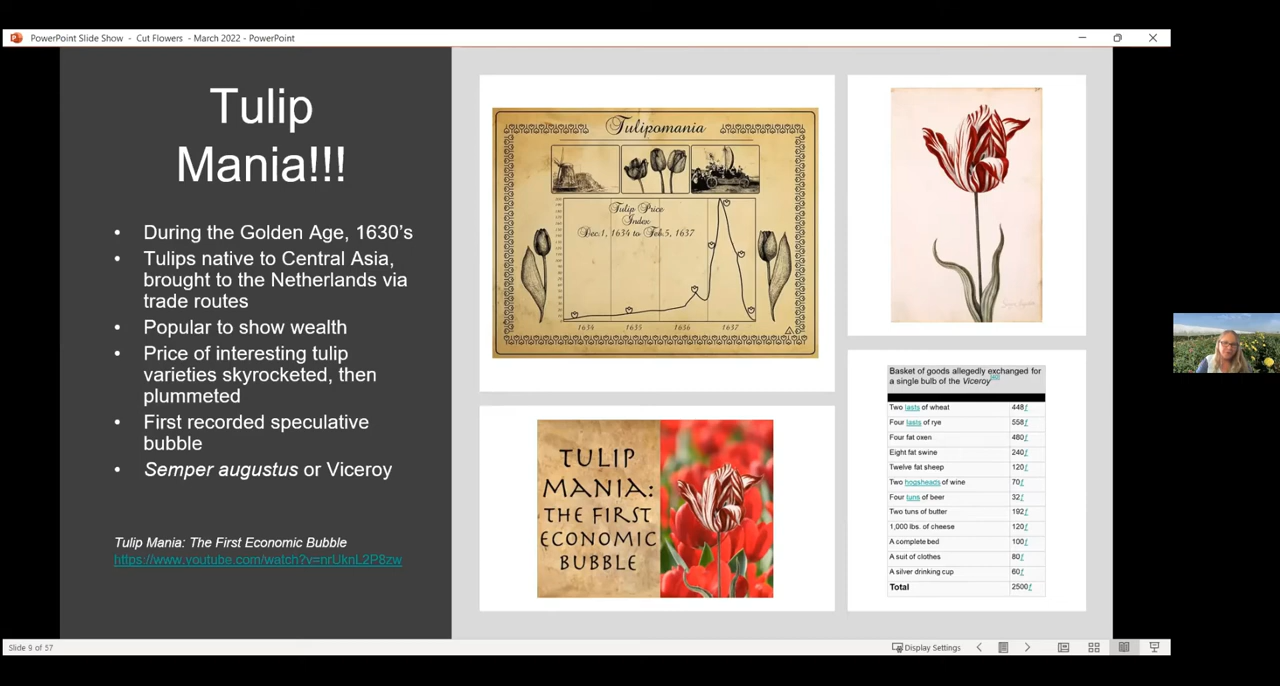 PowerPoint Slide Show - Cut Flowers - March 2022 - PowerPoint
Tulip
Mania!!!
• During the Golden Age, 1630's
• Tulips native to Central Asia,
brought to the Netherlands via
trade routes
• Popular to show wealth
• Price of interesting tulip
varieties skyrocketed, then
plummeted
• First recorded speculative
bubble
• Semper augustus or Viceroy
Tulip Mania: The First Economic Bubble
https://www.youtube.com/watch?v=nrUknL2P8zw
Tulipomania
Tulip Price
Index
Dec.1, 1634 to Feb.5, 1637
1634 1635 1636 1637
TULIP
MANIA:
THE FIRST
ECONOMIC
BUBBLE
Basket of goods allegedly exchanged for
a single bulb of the Viceroy
Two lasts of wheat 448ƒ
Four lasts of rye 558ƒ
Four fat oxen 480ƒ
Eight fat swine 240ƒ
Twelve fat sheep 120ƒ
Two hogsheads of wine 70ƒ
Four tuns of beer 32ƒ
Two tuns of butter 192ƒ
1,000 lbs. of cheese 120ƒ
A complete bed 100ƒ
A suit of clothes 80ƒ
A silver drinking cup 60ƒ
Total 2500ƒ
Slide 9 of 57
Display Settings